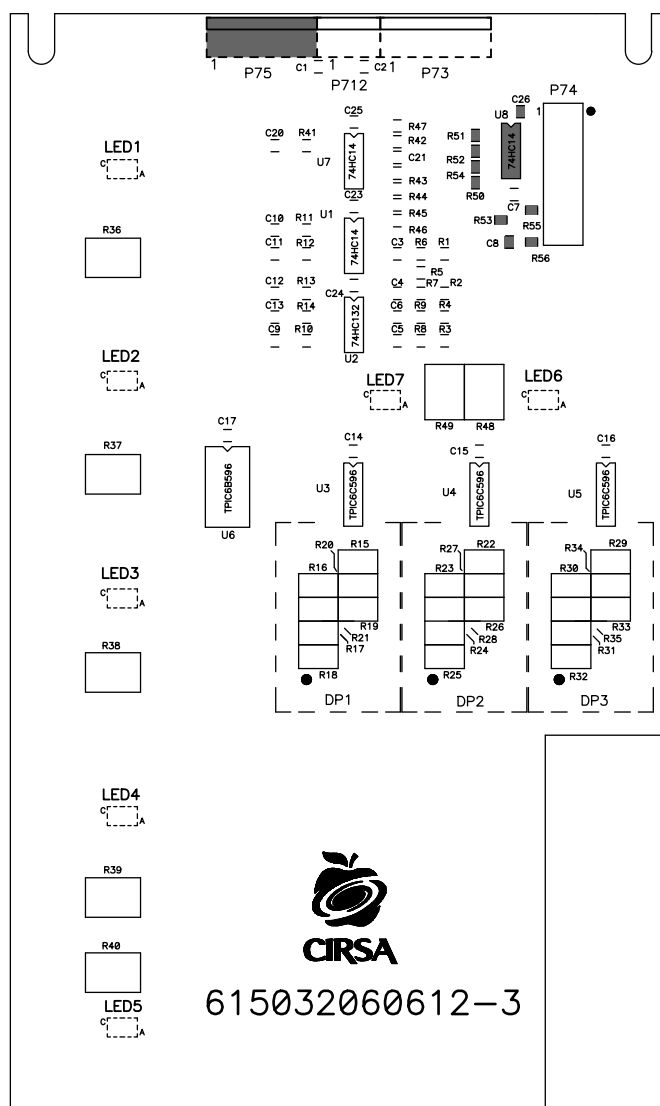 1 1 1
P75 C1 C2 P73
P712
P74
C26
U8 1
C25
74HC14
R47
R51
R42
C20 R41
LED1
U7
74HC14
C21
R52
C A
R54
R43
R50
C23
R44
C7
U1
R45
R53 R55
C10 R11
R46
R36
74HC14
C11 R12 C3 R6 R1
C8 R56
R5
C12 R13 C4 R7 R2
C24
C13 R14 C6 R9 R4
74HC132
C9 R10 C5 R8 R3
U2
LED2 LED7 LED6
C A C A C A
R49 R48
C17
R37 C14 C15 C16
TPIC6B596
U3 TPIC6C596 U4 TPIC6C596 U5 TPIC6C596
U6
R20 R15 R27 R22 R34 R29
R16 R23 R30
LED3
C A
R19 R26 R33
R21 R28 R35
R17 R24 R31
R38
R18 R25 R32
DP1 DP2 DP3
LED4
C A
R39
R40
CIRSA
LED5
615032060612-3
C A